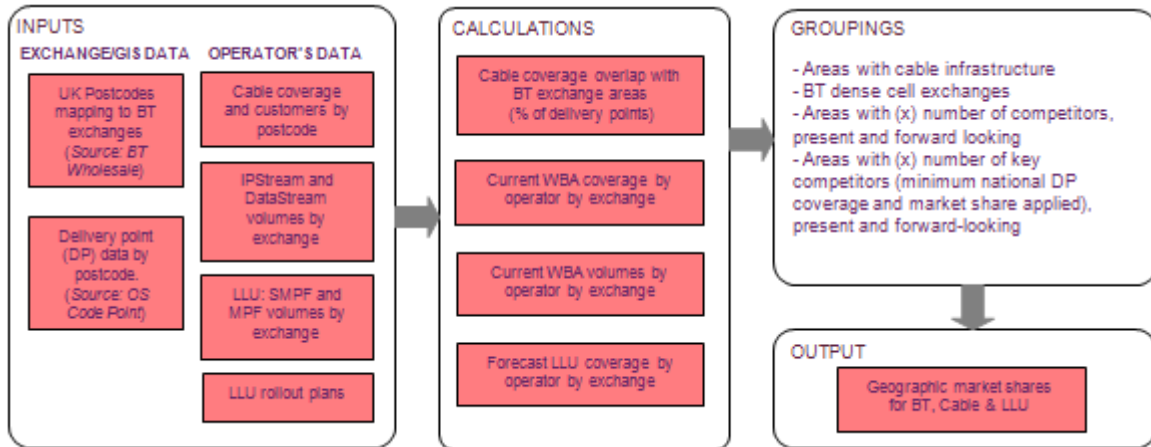 INPUTS
EXCHANGE/GIS DATA
UK Postcodes
mapping to BT
exchanges
(Source: BT
Wholesale)
Delivery point
(DP) data by
postcode.
(Source: OS
Code Point)
OPERATOR"S DATA
Cable coverage
and customers by
postcode
IPStream and
DataStream
volumes by
exchange
LLU: SMPF and
MPF volumes by
exchange
LLU rollout plans
CALCULATIONS
Cable coverage overlap with
BT exchange areas
(% of delivery points)
Current WBA coverage by
operator by exchange
Current WBA volumes by
operator by exchange
Forecast LLU coverage by
operator by exchange
GROUPINGS
- Areas with cable infrastructure
- BT dense cell exchanges
- Areas with (x) number of competitors,
present and forward looking
- Areas with (x) number of key
competitors (minimum national DP
coverage and market share applied),
present and forward-looking
OUTPUT
Geographic market shares
for BT, Cable & LLU